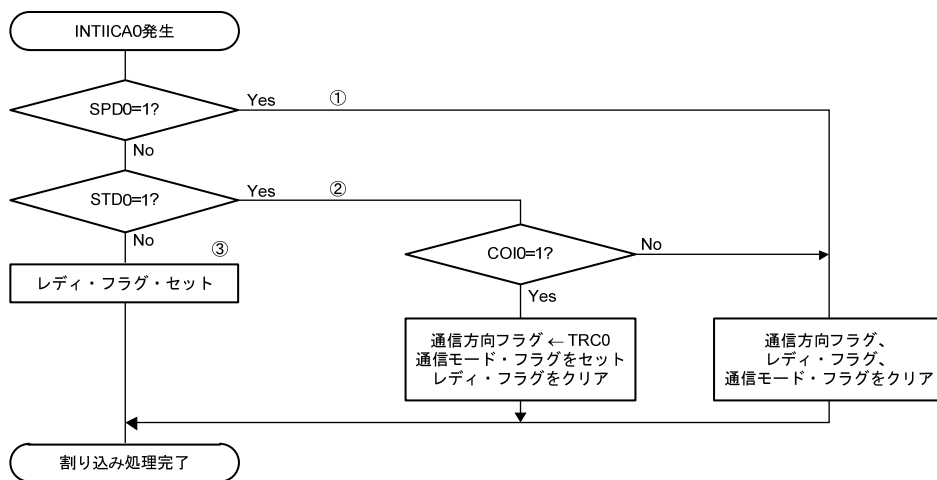 INTIICA0発生
SPD0=1?
Yes
①
No
STD0=1?
Yes
②
No
③
COI0=1?
No
Yes
レディ・フラグ・セット
通信方向フラグ ← TRC0
通信モード・フラグをセット
レディ・フラグをクリア
通信方向フラグ、
レディ・フラグ、
通信モード・フラグをクリア
割り込み処理完了